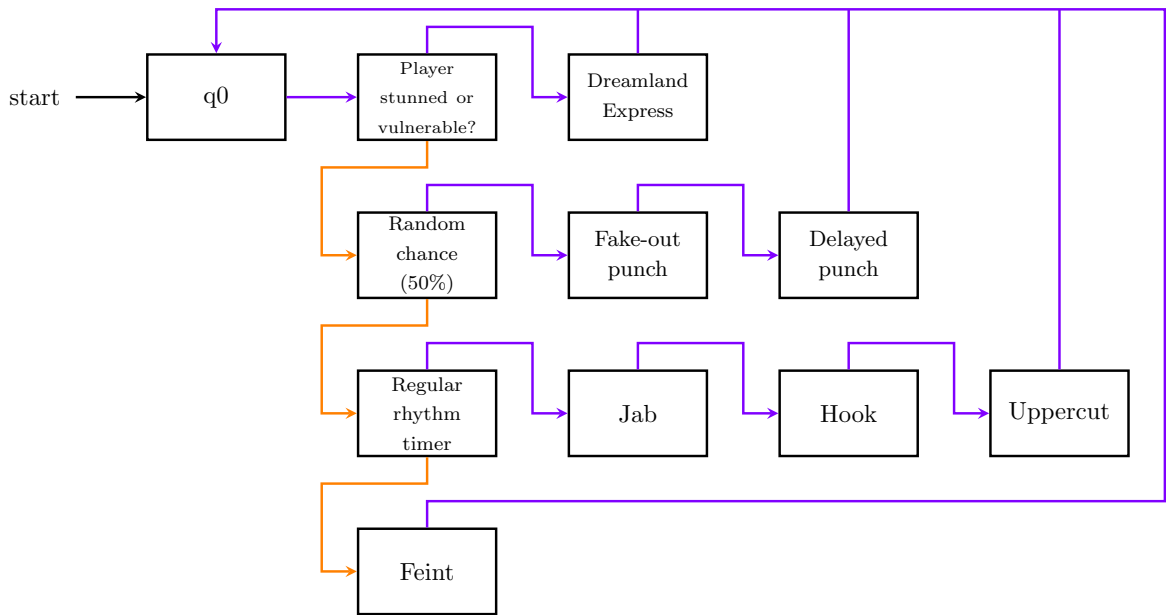 start
q0
Player
stunned or
vulnerable?
Dreamland
Express
Random
chance
(50%)
Fake-out
punch
Delayed
punch
Regular
rhythm
timer
Jab
Hook
Uppercut
Feint